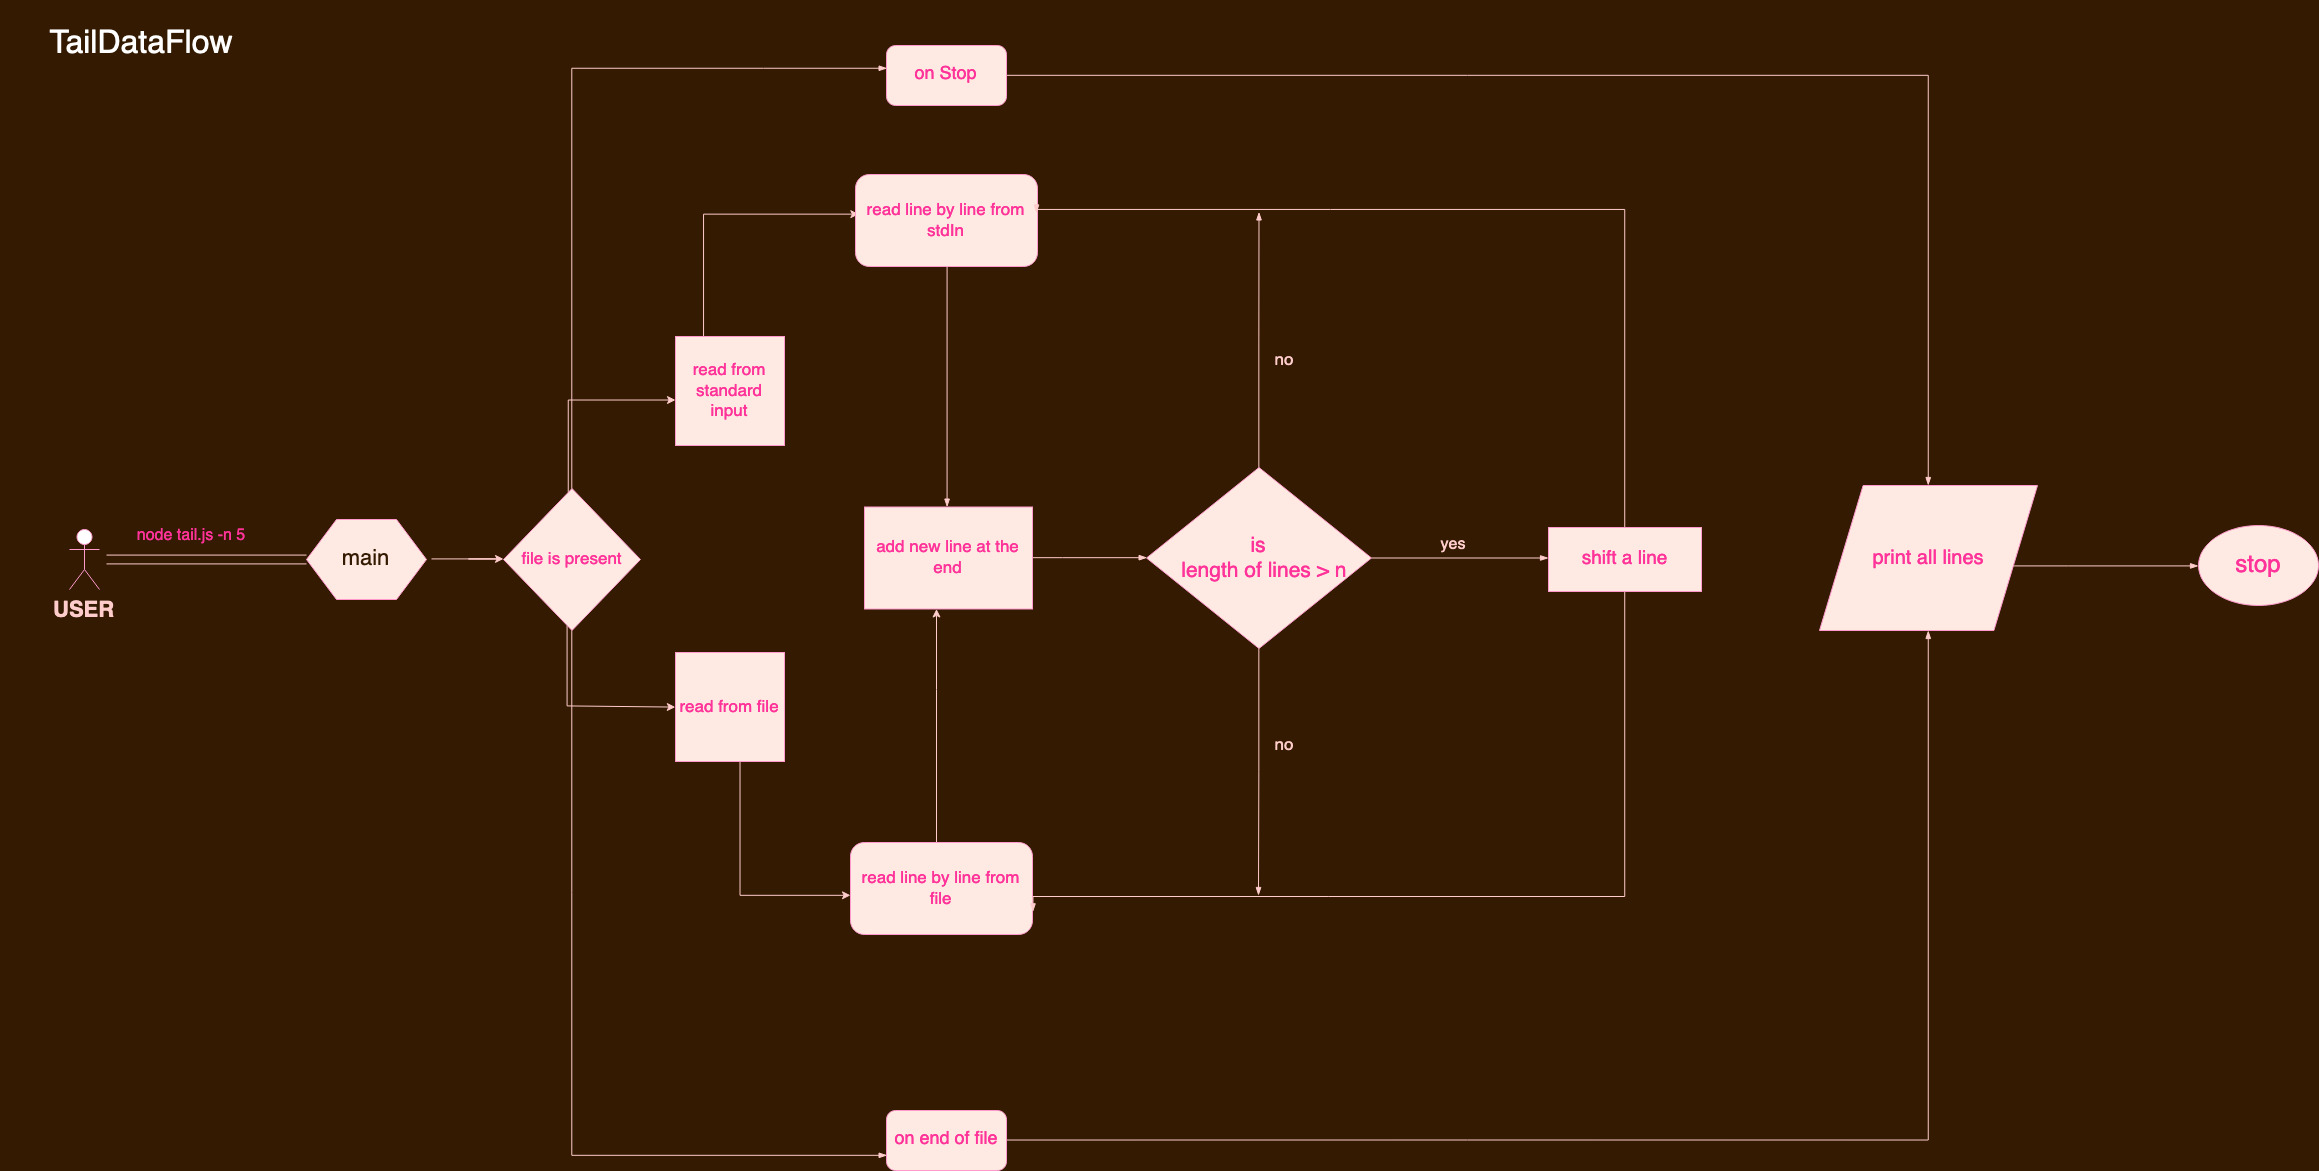 TailDataFlow
on Stop
read line by line from
stdIn
no
read from
standard
input
node tail.js -n 5
main
file is present
USER
add new line at the
end
is
length of lines > n
yes
shift a line
print all lines
stop
read from file
no
read line by line from
file
on end of file